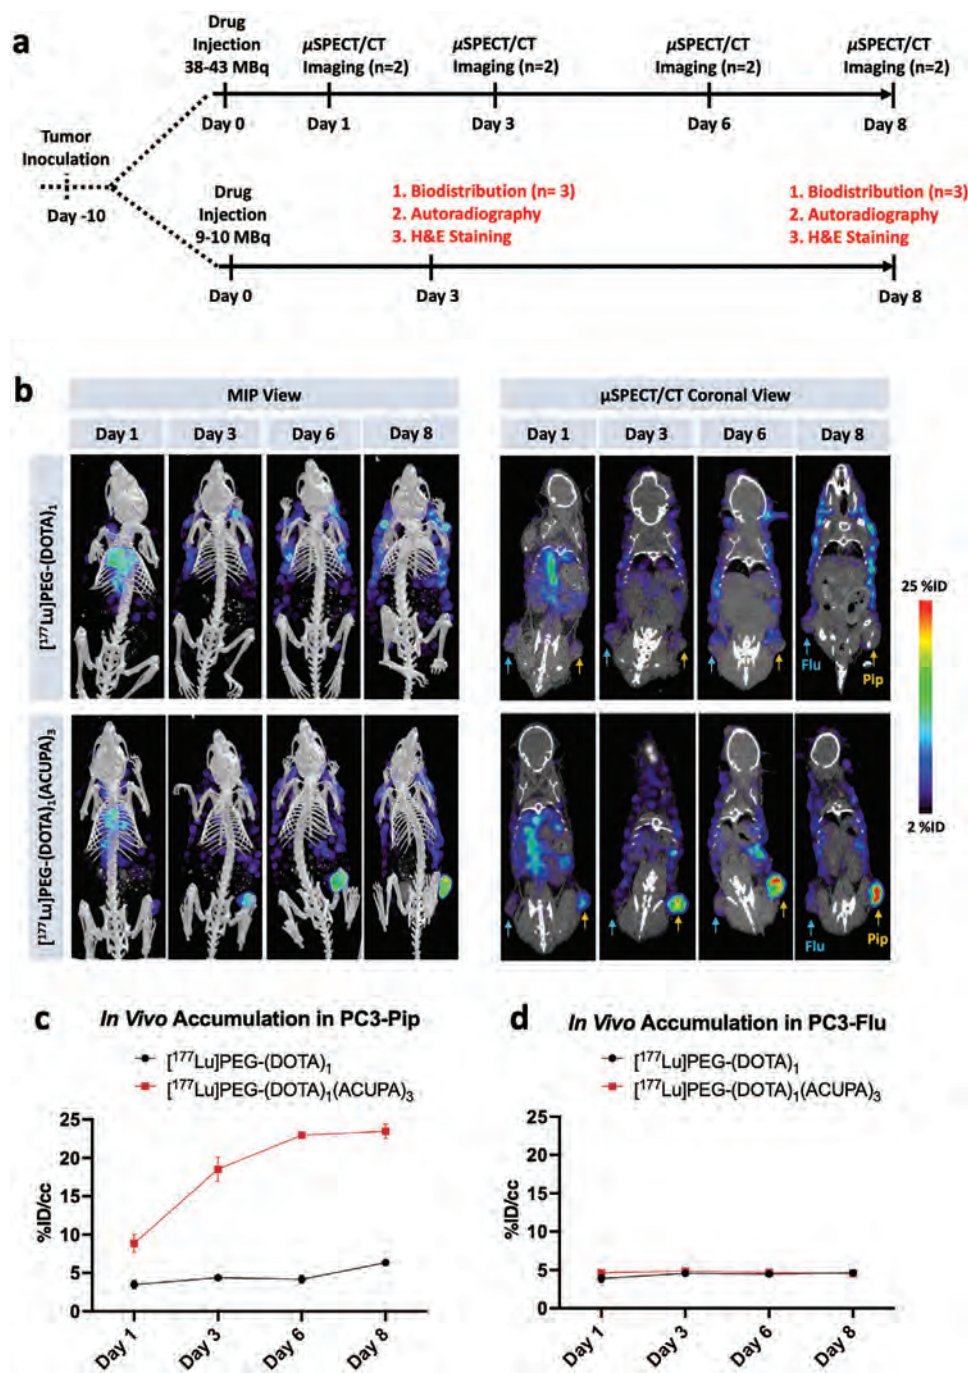 a
Drug
Injection
38-43 MBq
µSPECT/CT
Imaging (n=2)
µSPECT/CT
Imaging (n=2)
µSPECT/CT
Imaging (n=2)
µSPECT/CT
Imaging (n=2)
Day 0
Day 1
Day 3
Day 6
Day 8
Tumor
Inoculation
Day -10
Drug
Injection
9-10 MBq
1. Biodistribution (n= 3)
2. Autoradiography
3. H&E Staining
1. Biodistribution (n=3)
2. Autoradiography
3. H&E Staining
Day 0
Day 3
Day 8
b
MIP View
µSPECT/CT Coronal View
Day 1 Day 3 Day 6 Day 8
Day 1 Day 3 Day 6 Day 8
[¹⁷⁷Lu]PEG-(DOTA)₁
Flu
Pip
25 %ID
2 %ID
[¹⁷⁷Lu]PEG-(DOTA)₁(ACUPA)₃
Flu
Pip
c
In Vivo Accumulation in PC3-Pip
[¹⁷⁷Lu]PEG-(DOTA)₁
[¹⁷⁷Lu]PEG-(DOTA)₁(ACUPA)₃
%ID/cc
25
20
15
10
5
0
Day 1
Day 3
Day 6
Day 8
d
In Vivo Accumulation in PC3-Flu
[¹⁷⁷Lu]PEG-(DOTA)₁
[¹⁷⁷Lu]PEG-(DOTA)₁(ACUPA)₃
%ID/cc
25
20
15
10
5
0
Day 1
Day 3
Day 6
Day 8